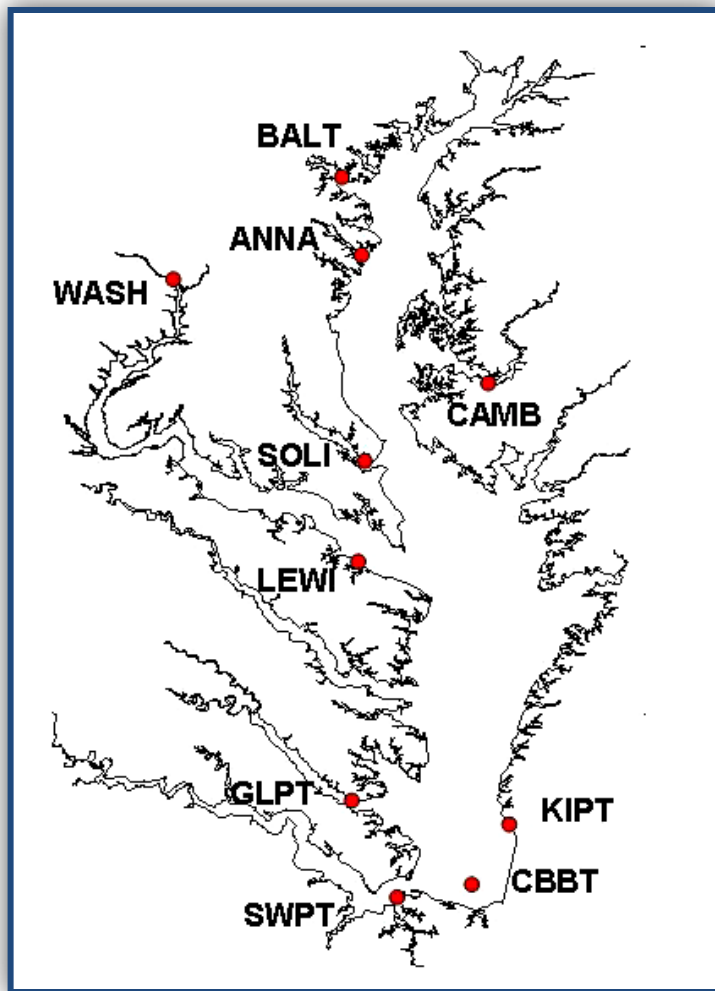 BALT
ANNA
WASH
CAMB
SOLI
LEWI
GLPT
KIPT
CBBT
SWPT